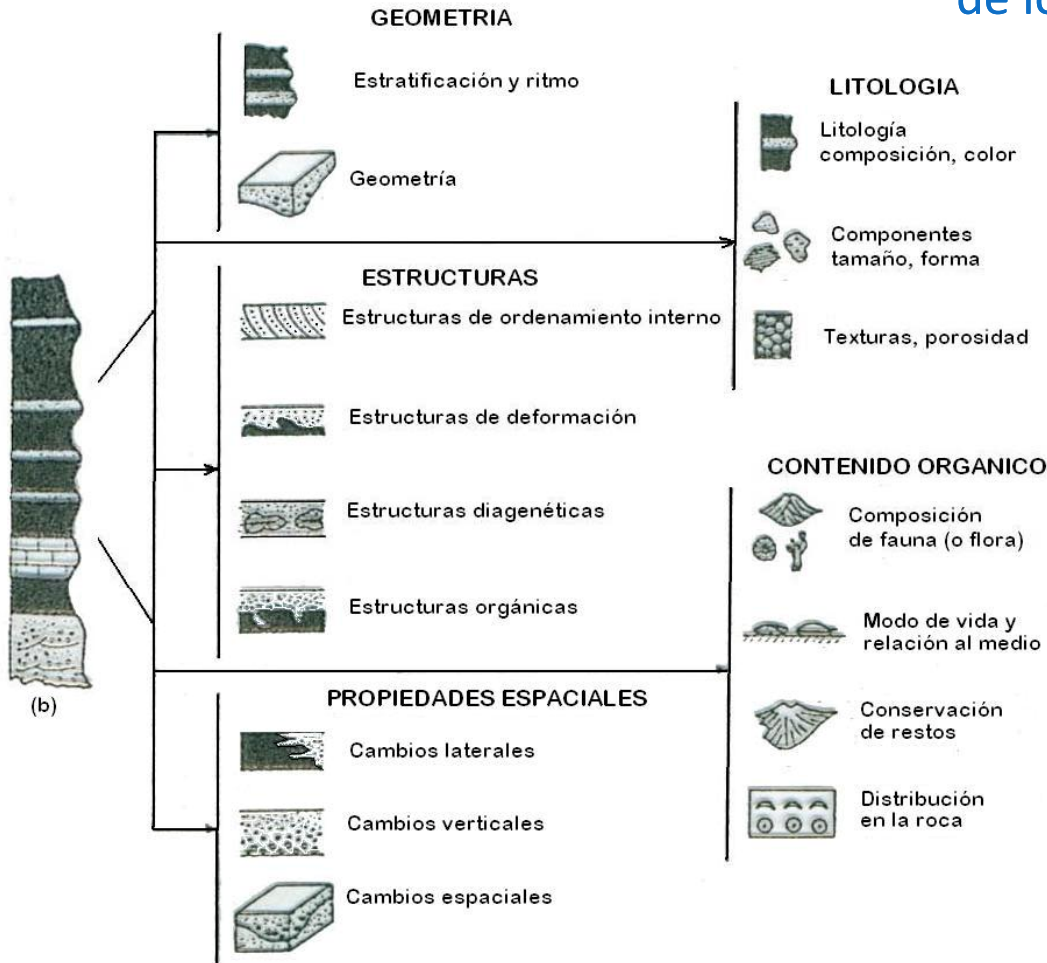 GEOMETRIA
Estratificación y ritmo
Geometría
ESTRUCTURAS
Estructuras de ordenamiento interno
Estructuras de deformación
Estructuras diagenéticas
Estructuras orgánicas
PROPIEDADES ESPACIALES
Cambios laterales
Cambios verticales
Cambios espaciales
(b)
LITOLOGIA
Litología
composición, color
Componentes
tamaño, forma
Texturas, porosidad
CONTENIDO ORGANICO
Composición
de fauna (o flora)
Modo de vida y
relación al medio
Conservación
de restos
Distribución
en la roca